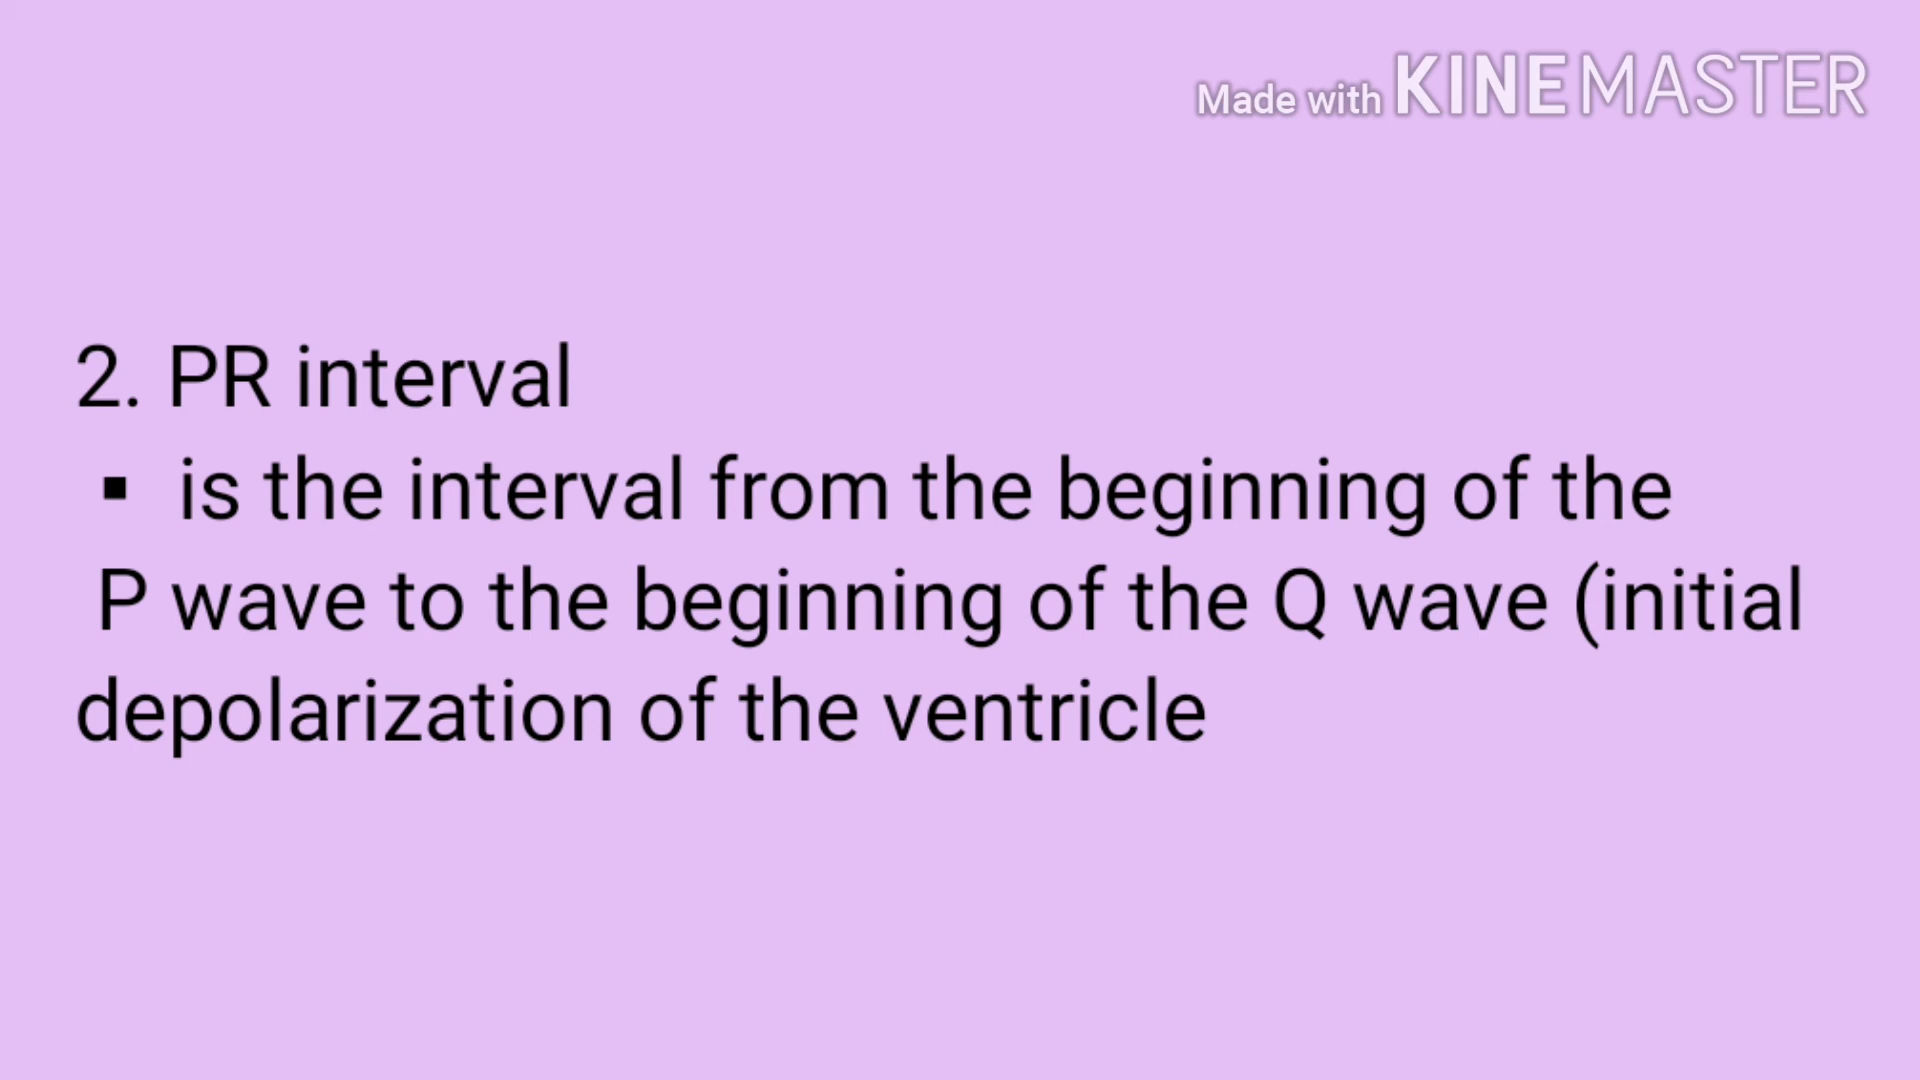 Made with KINEMASTER
2. PR interval
▪ is the interval from the beginning of the
P wave to the beginning of the Q wave (initial
depolarization of the ventricle